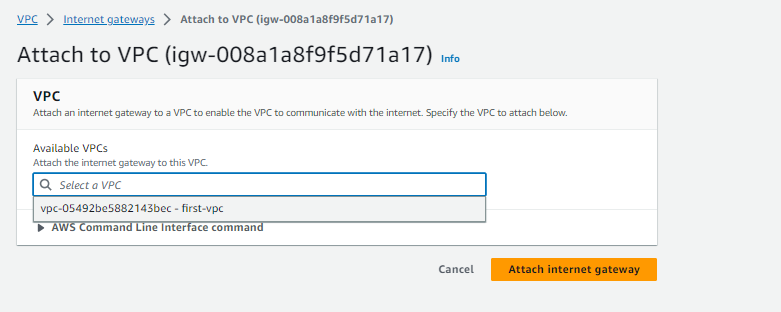 VPC > Internet gateways > Attach to VPC (igw-008a1a8f9f5d71a17)
Attach to VPC (igw-008a1a8f9f5d71a17) Info
VPC
Attach an internet gateway to a VPC to enable the VPC to communicate with the internet. Specify the VPC to attach below.
Available VPCs
Attach the internet gateway to this VPC.
Select a VPC
vpc-05492be5882143bec - first-vpc
AWS Command Line Interface command
Cancel Attach internet gateway